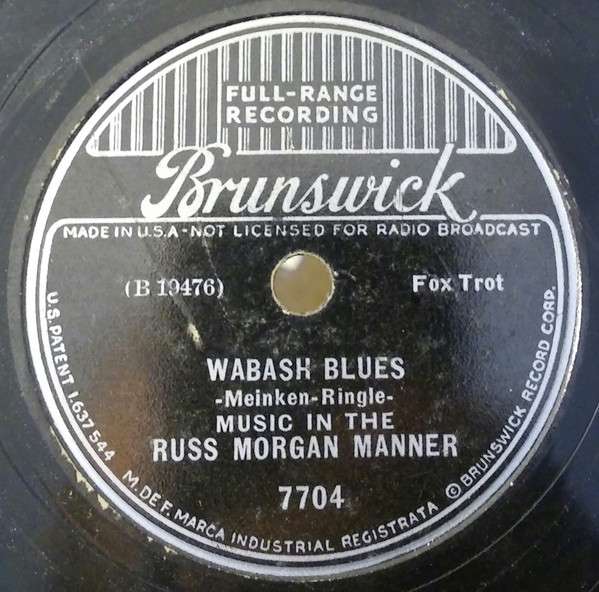 FULL-RANGE
RECORDING
Brunswick
MADE IN U.S.A-NOT LICENSED FOR RADIO BROADCAST
(B 19476)
Fox Trot
WABASH BLUES
-Meinken-Ringle-
MUSIC IN THE
RUSS MORGAN MANNER
7704
U.S. PATENT 1,637,544
M. DE F. MARCA INDUSTRIAL REGISTRATA
© BRUNSWICK RECORD CORP.